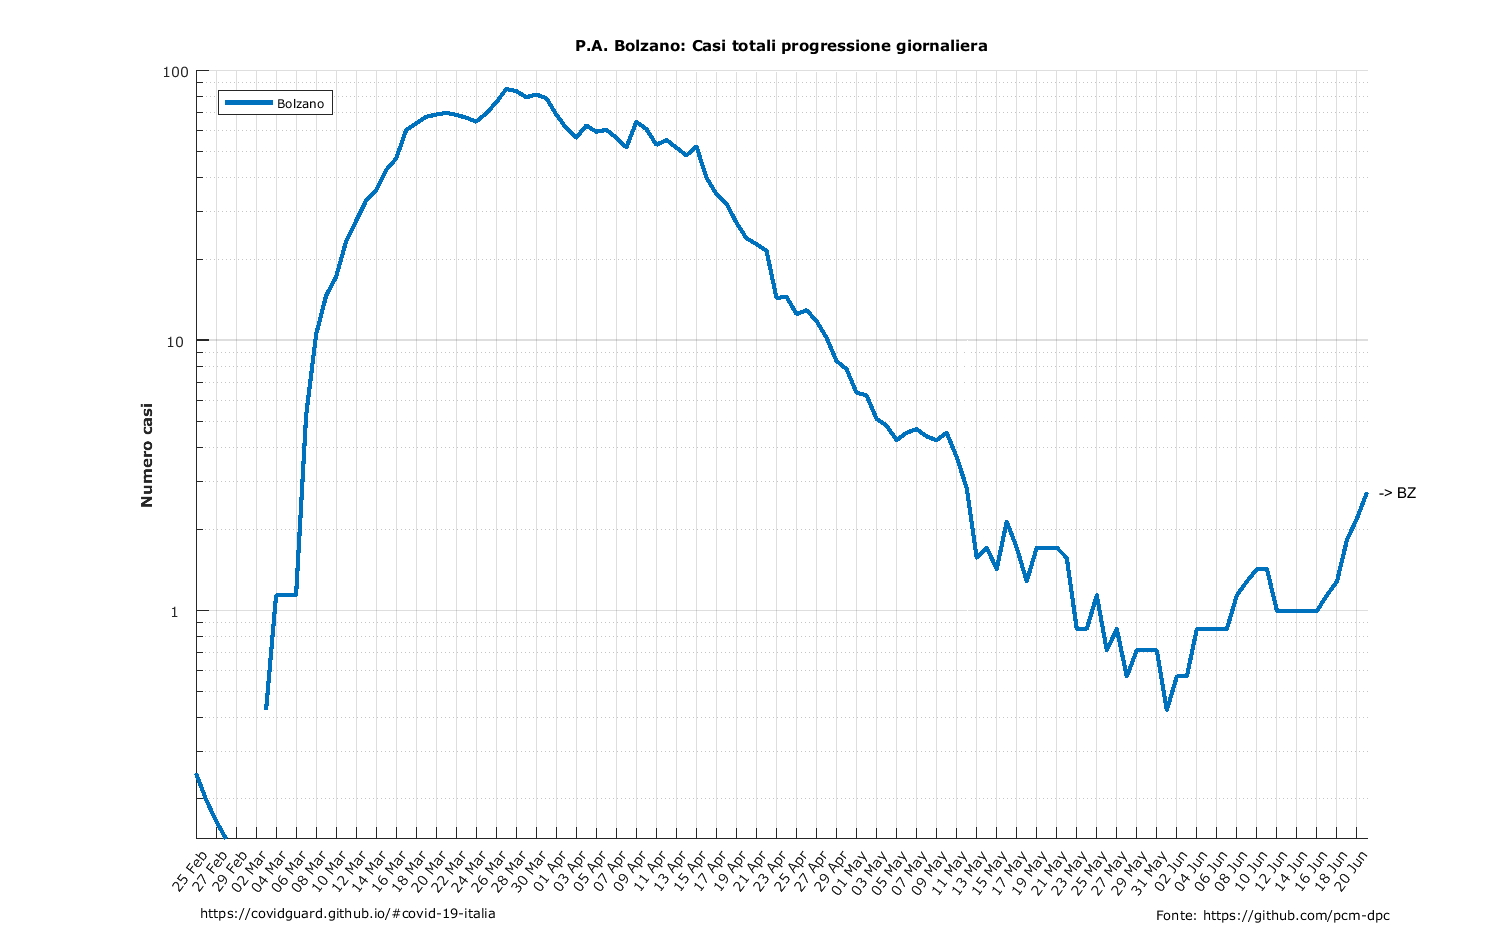 P.A. Bolzano: Casi totali progressione giornaliera
100
10
1
Numero casi
Bolzano
-> BZ
25 Feb
27 Feb
29 Feb
02 Mar
04 Mar
06 Mar
08 Mar
10 Mar
12 Mar
14 Mar
16 Mar
18 Mar
20 Mar
22 Mar
24 Mar
26 Mar
28 Mar
30 Mar
01 Apr
03 Apr
05 Apr
07 Apr
09 Apr
11 Apr
13 Apr
15 Apr
17 Apr
19 Apr
21 Apr
23 Apr
25 Apr
27 Apr
29 Apr
01 May
03 May
05 May
07 May
09 May
11 May
13 May
15 May
17 May
19 May
21 May
23 May
25 May
27 May
29 May
31 May
02 Jun
04 Jun
06 Jun
08 Jun
10 Jun
12 Jun
14 Jun
16 Jun
18 Jun
20 Jun
https://covidguard.github.io/#covid-19-italia
Fonte: https://github.com/pcm-dpc